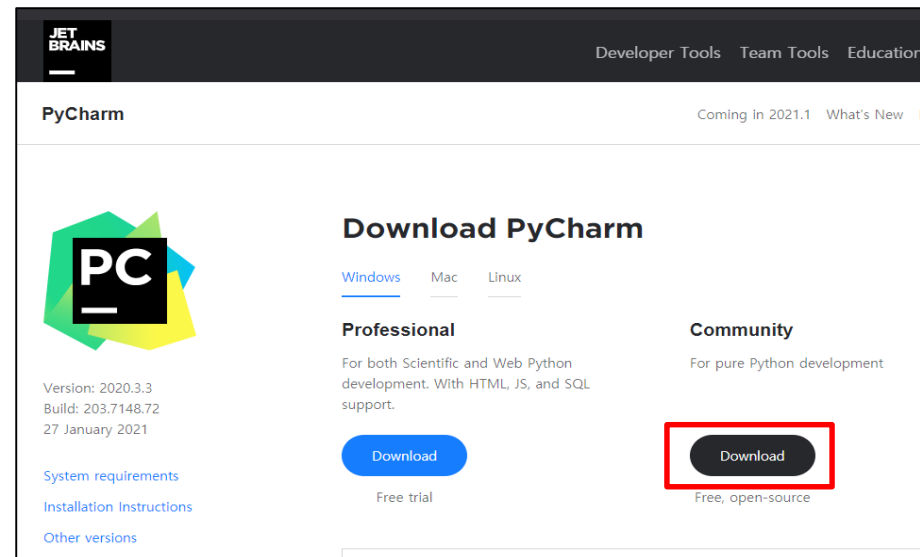 JET
BRAINS
Developer Tools Team Tools Education
PyCharm
Coming in 2021.1 What's New
PC
Download PyCharm
Windows Mac Linux
Professional
For both Scientific and Web Python
development. With HTML, JS, and SQL
support.
Download
Free trial
Community
For pure Python development
Download
Free, open-source
Version: 2020.3.3
Build: 203.7148.72
27 January 2021
System requirements
Installation Instructions
Other versions